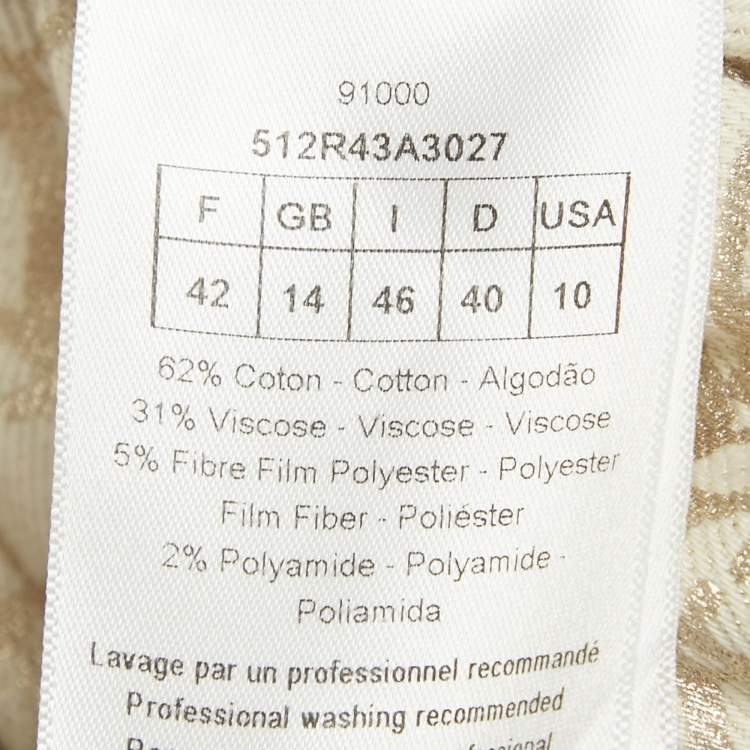 91000
512R43A3027
F GB I D USA
42 14 46 40 10
62% Coton - Cotton - Algodão
31% Viscose - Viscose - Viscose
5% Fibre Film Polyester - Polyester
Film Fiber - Poliéster
2% Polyamide - Polyamide -
Poliamida
Lavage par un professionnel recommandé
Professional washing recommended